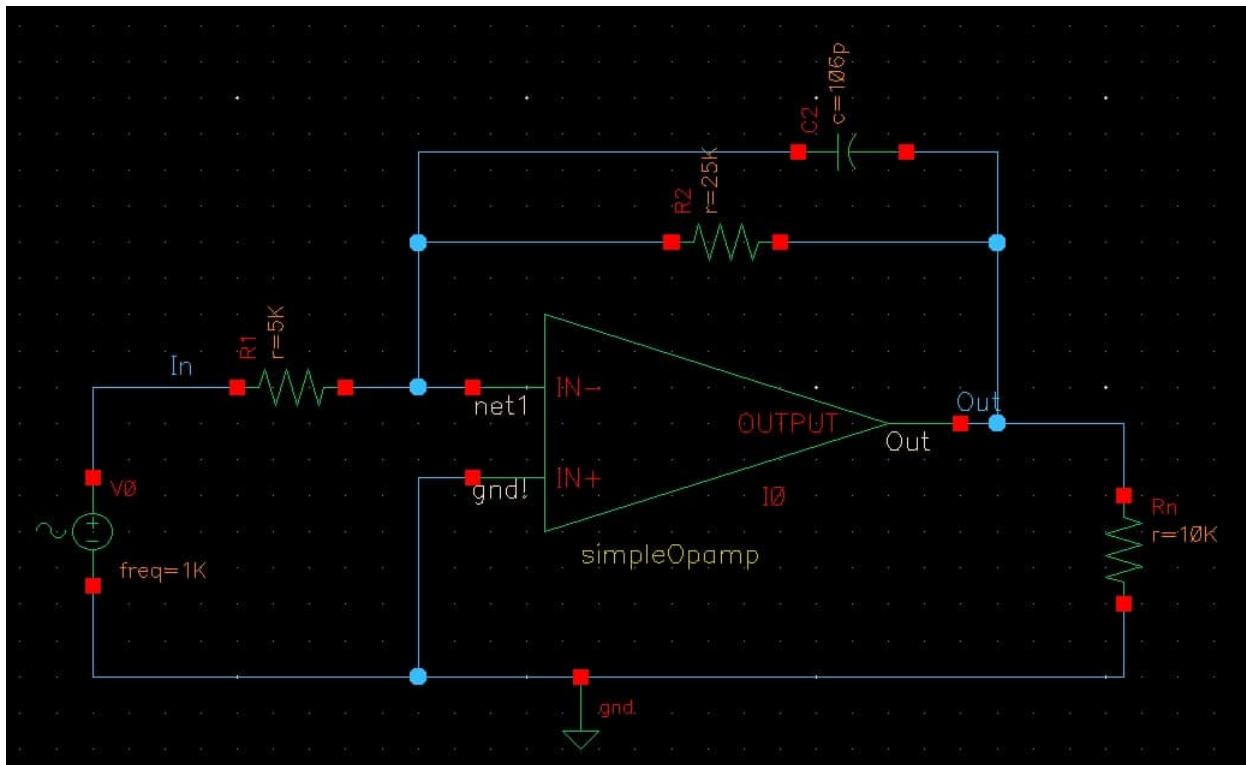 C2
c=106p
R2
r=25K
R1
r=5K
In
net1
IN-
OUTPUT
Out
Out
gnd!
IN+
I0
simpleOpamp
V0
freq=1K
Rn
r=10K
gnd